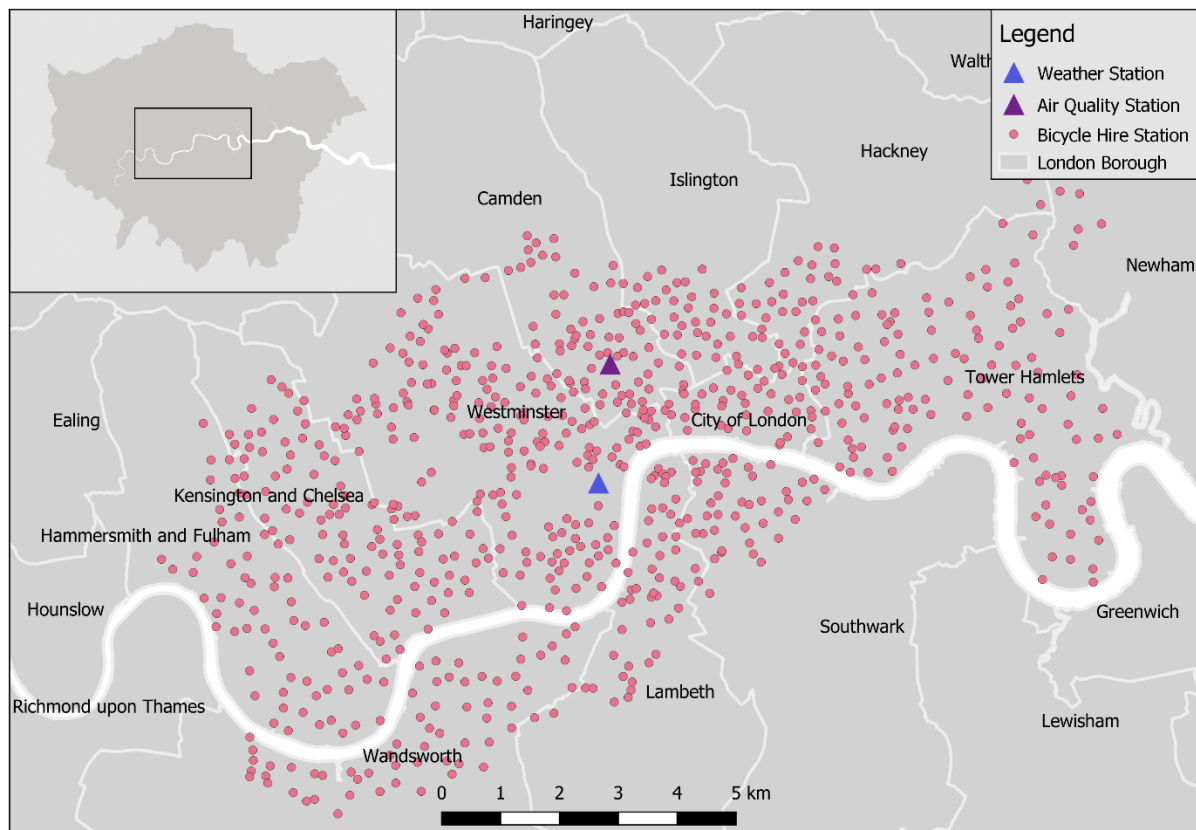 Haringey
Legend
Walth
Weather Station
Air Quality Station
Bicycle Hire Station
London Borough
Hackney
Islington
Camden
Newham
Tower Hamlets
Westminster
City of London
Ealing
Kensington and Chelsea
Hammersmith and Fulham
Hounslow
Greenwich
Southwark
Lambeth
Richmond upon Thames
Lewisham
Wandsworth
0 1 2 3 4 5 km